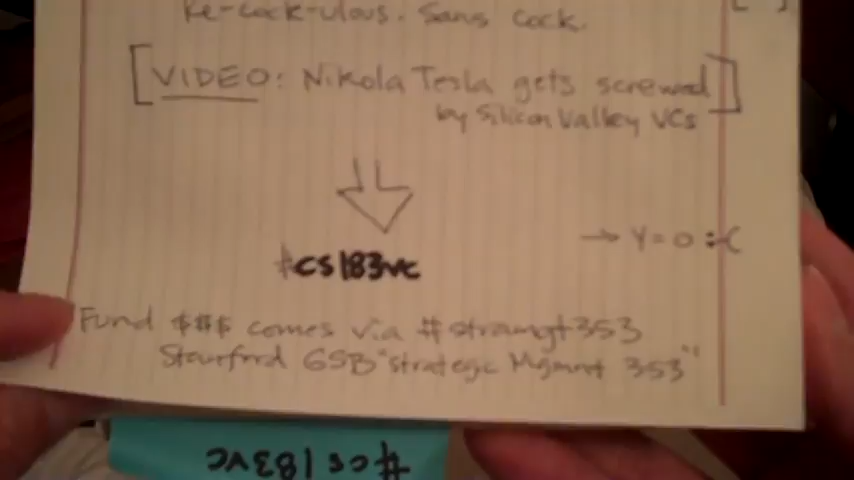 Re-cock-ulous. Sans cock.
[VIDEO: Nikola Tesla gets screwed
by Silicon Valley VCs]
→ Y=0 :-(
#cs183vc
Fund $$$ comes via #stramgt353
Stanford GSB "Strategic Mgmnt 353"
#cs183vc